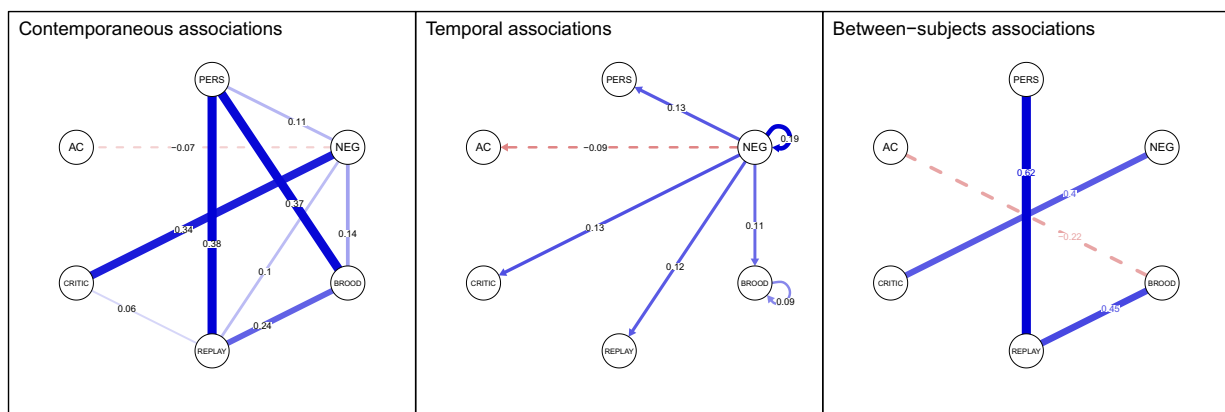 Contemporaneous associations
PERS
0.11
AC
−0.07
NEG
0.37
0.34
0.38
0.14
0.1
CRITIC
BROOD
0.06
0.24
REPLAY
Temporal associations
PERS
0.13
0.19
AC
−0.09
NEG
0.13
0.11
0.12
CRITIC
BROOD
0.09
REPLAY
Between−subjects associations
PERS
AC
NEG
0.62
0.4
−0.22
CRITIC
BROOD
0.45
REPLAY